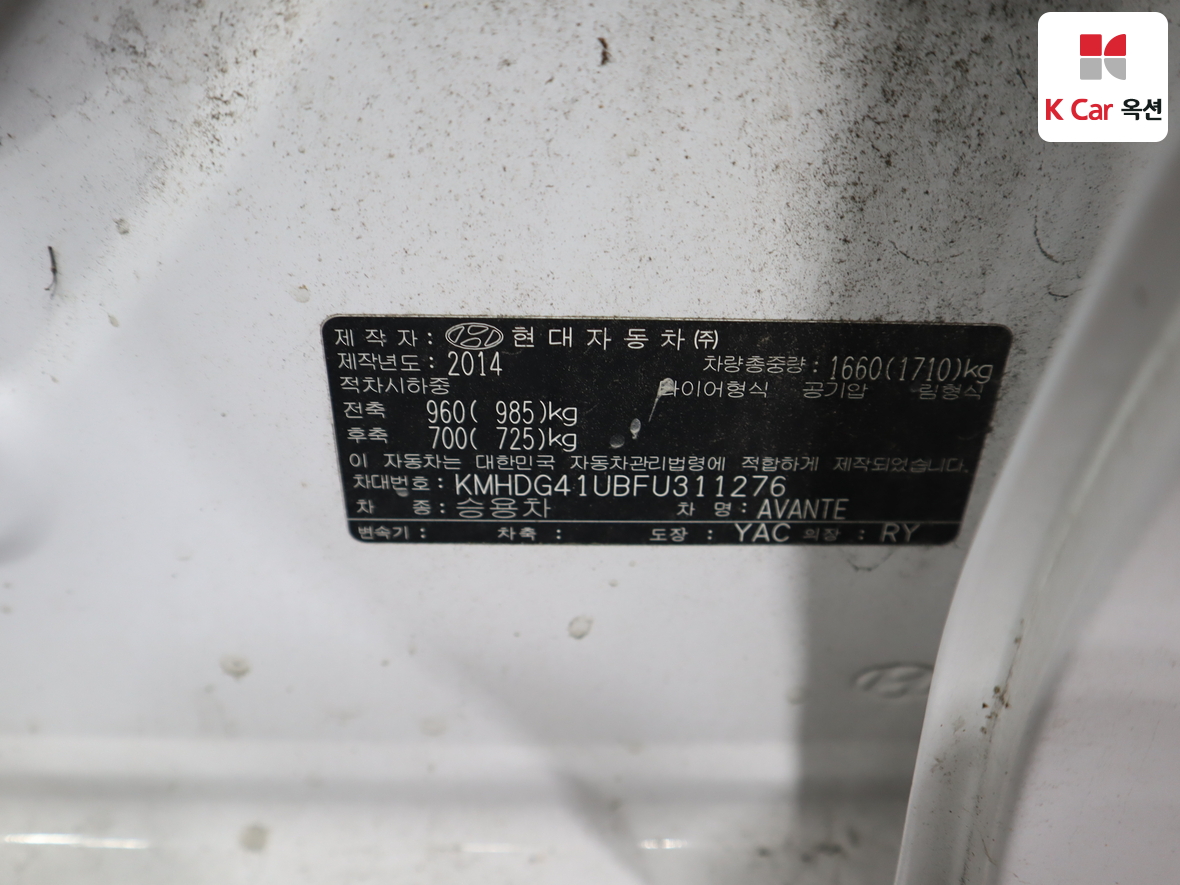 K Car 옥션
제 작 자 : 현 대 자 동 차 ㈜
제작년도 : 2014 차량총중량 : 1660(1710)kg
적차시하중 타이어형식 공기압 림형식
전축 960( 985)kg
후축 700( 725)kg
이 자동차는 대한민국 자동차관리법령에 적합하게 제작되었습니다.
차대번호 : KMHDG41UBFU311276
차 종 : 승용차 차 명 : AVANTE
변속기 : 차축 : 도장 : YAC 의장 : RY